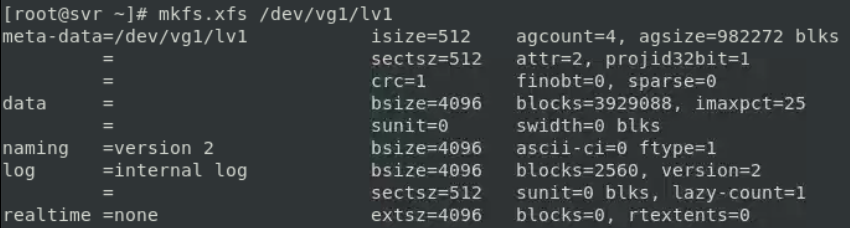 [root@svr ~]# mkfs.xfs /dev/vg1/lv1
meta-data=/dev/vg1/lv1           isize=512    agcount=4, agsize=982272 blks
         =                       sectsz=512   attr=2, projid32bit=1
         =                       crc=1        finobt=0, sparse=0
data     =                       bsize=4096   blocks=3929088, imaxpct=25
         =                       sunit=0      swidth=0 blks
naming   =version 2              bsize=4096   ascii-ci=0 ftype=1
log      =internal log           bsize=4096   blocks=2560, version=2
         =                       sectsz=512   sunit=0 blks, lazy-count=1
realtime =none                   extsz=4096   blocks=0, rtextents=0